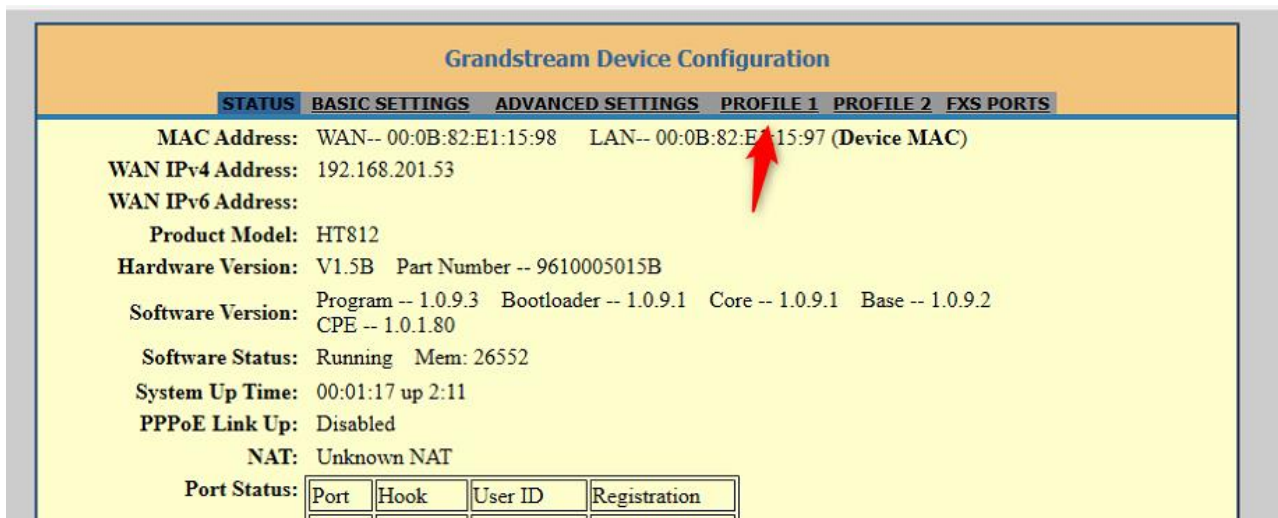 Grandstream Device Configuration
STATUS BASIC SETTINGS ADVANCED SETTINGS PROFILE 1 PROFILE 2 FXS PORTS
MAC Address: WAN-- 00:0B:82:E1:15:98 LAN-- 00:0B:82:E1:15:97 (Device MAC)
WAN IPv4 Address: 192.168.201.53
WAN IPv6 Address:
Product Model: HT812
Hardware Version: V1.5B Part Number -- 9610005015B
Software Version: Program -- 1.0.9.3 Bootloader -- 1.0.9.1 Core -- 1.0.9.1 Base -- 1.0.9.2
CPE -- 1.0.1.80
Software Status: Running Mem: 26552
System Up Time: 00:01:17 up 2:11
PPPoE Link Up: Disabled
NAT: Unknown NAT
Port Status: Port Hook User ID Registration